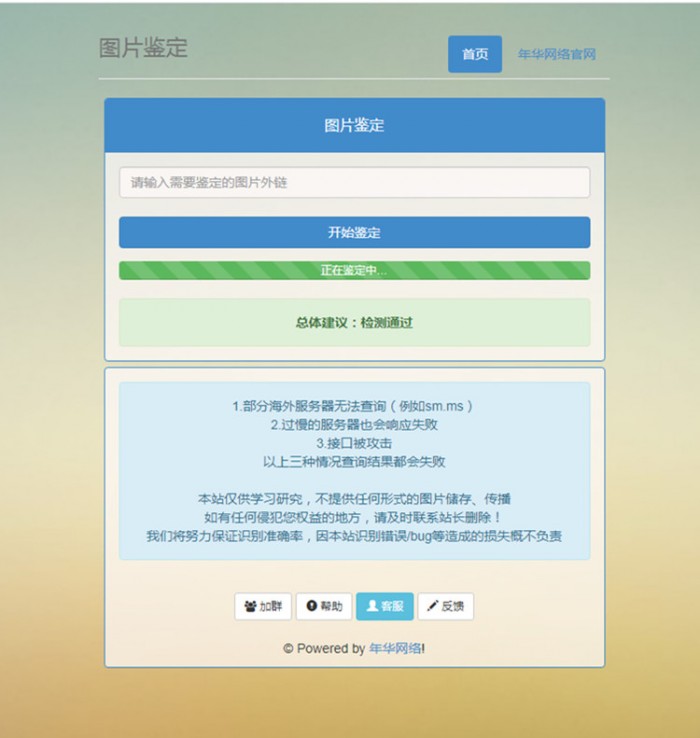 图片鉴定
首页 年华网络官网
图片鉴定
请输入需要鉴定的图片外链
开始鉴定
正在鉴定中...
总体建议：检测通过
1.部分海外服务器无法查询（例如sm.ms）
2.过慢的服务器也会响应失败
3.接口被攻击
以上三种情况查询结果都会失败
本站仅供学习研究，不提供任何形式的图片储存、传播
如有任何侵犯您权益的地方，请及时联系站长删除！
我们将努力保证识别准确率，因本站识别错误/bug等造成的损失概不负责
加群 帮助 客服 反馈
© Powered by 年华网络!